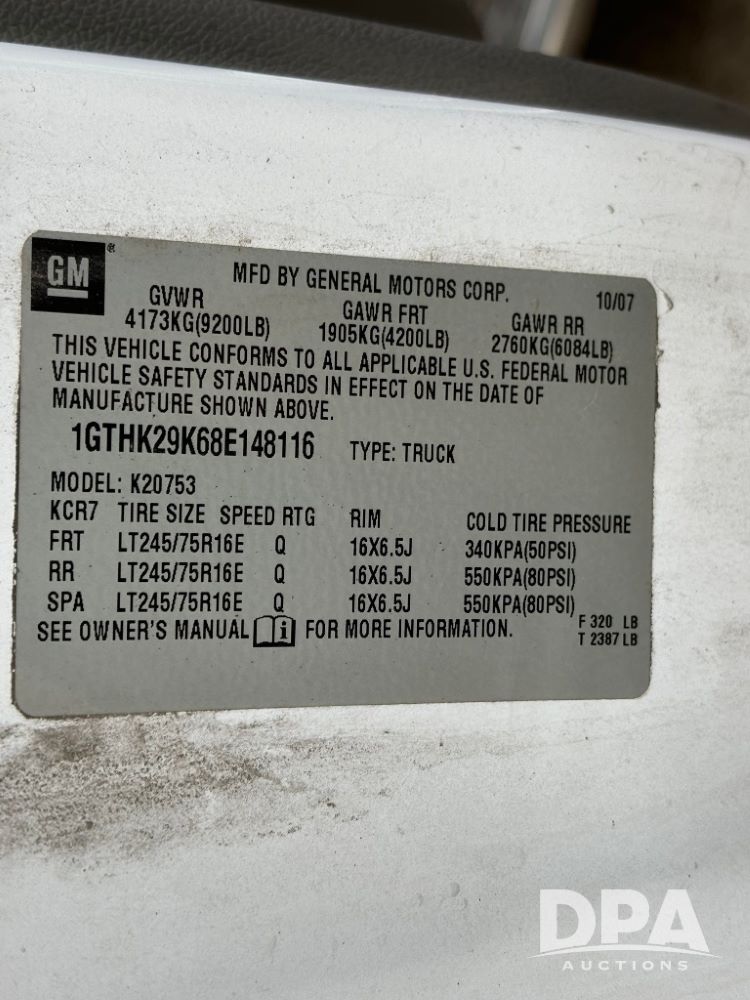 GM®
MFD BY GENERAL MOTORS CORP. 10/07
GVWR GAWR FRT GAWR RR
4173KG(9200LB) 1905KG(4200LB) 2760KG(6084LB)
THIS VEHICLE CONFORMS TO ALL APPLICABLE U.S. FEDERAL MOTOR
VEHICLE SAFETY STANDARDS IN EFFECT ON THE DATE OF
MANUFACTURE SHOWN ABOVE.
1GTHK29K68E148116 TYPE: TRUCK
MODEL: K20753
KCR7 TIRE SIZE SPEED RTG RIM COLD TIRE PRESSURE
FRT LT245/75R16E Q 16X6.5J 340KPA(50PSI)
RR LT245/75R16E Q 16X6.5J 550KPA(80PSI)
SPA LT245/75R16E Q 16X6.5J 550KPA(80PSI)
SEE OWNER'S MANUAL i FOR MORE INFORMATION.
F 320 LB
T 2387 LB
DPA
AUCTIONS